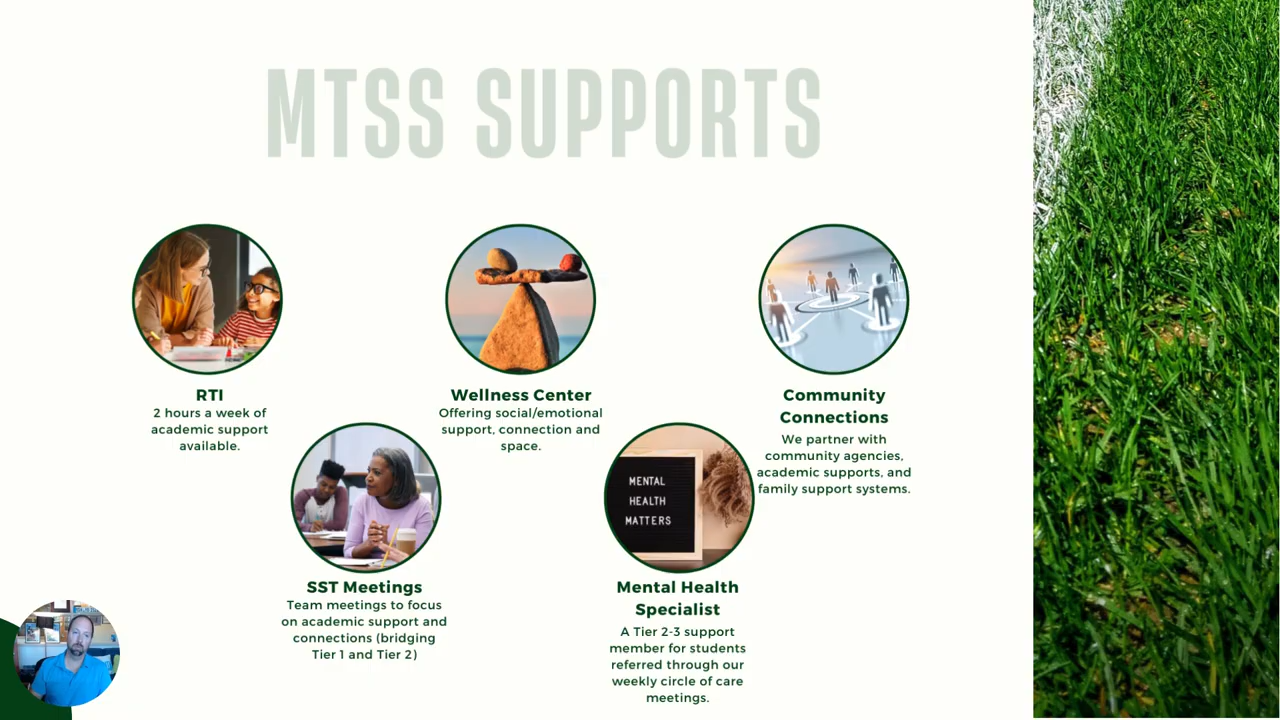 MTSS SUPPORTS
RTI
2 hours a week of
academic support
available.
Wellness Center
Offering social/emotional
support, connection and
space.
Community
Connections
We partner with
community agencies,
academic supports, and
family support systems.
SST Meetings
Team meetings to focus
on academic support and
connections (bridging
Tier 1 and Tier 2)
MENTAL
HEALTH
MATTERS
Mental Health
Specialist
A Tier 2-3 support
member for students
referred through our
weekly circle of care
meetings.